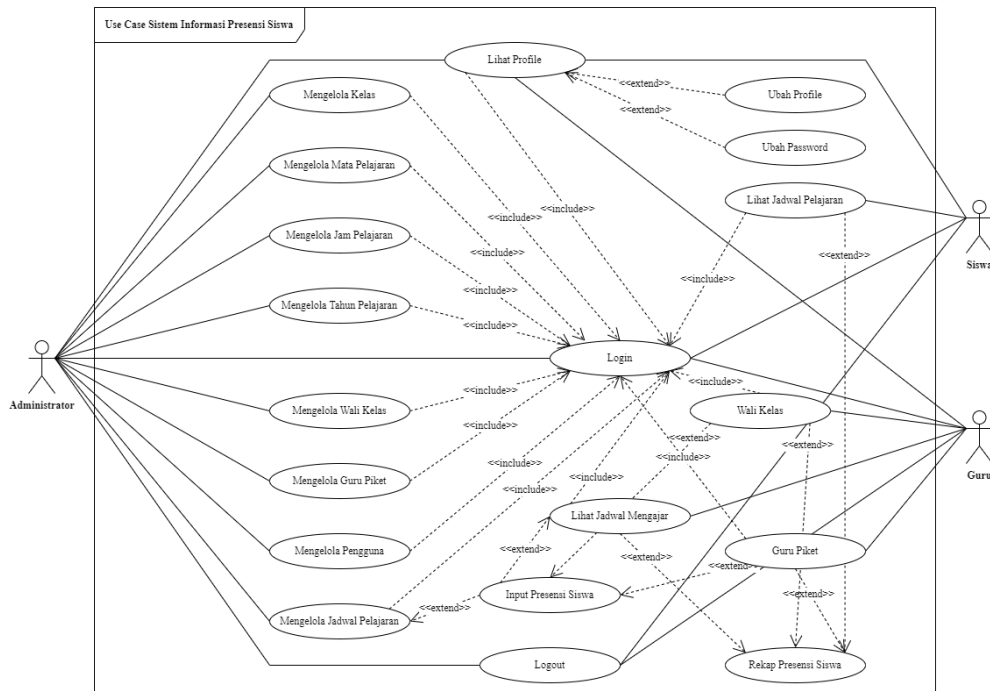 Use Case Sistem Informasi Presensi Siswa
Lihat Profile
<<extend>>
Ubah Profile
Mengelola Kelas
<<extend>>
Ubah Password
Mengelola Mata Pelajaran
Lihat Jadwal Pelajaran
<<include>>
<<include>>
Mengelola Jam Pelajaran
<<include>>
<<extend>>
Siswa
<<include>>
<<include>>
Mengelola Tahun Pelajaran
<<include>>
Login
Administrator
<<include>>
<<include>>
Mengelola Wali Kelas
Wali Kelas
<<include>>
<<extend>>
<<extend>>
<<include>>
<<include>>
<<include>>
Mengelola Guru Piket
<<include>>
Guru
Lihat Jadwal Mengajar
Mengelola Pengguna
<<extend>>
Guru Piket
<<extend>>
Input Presensi Siswa
<<extend>>
<<extend>>
<<extend>>
Mengelola Jadwal Pelajaran
Logout
Rekap Presensi Siswa